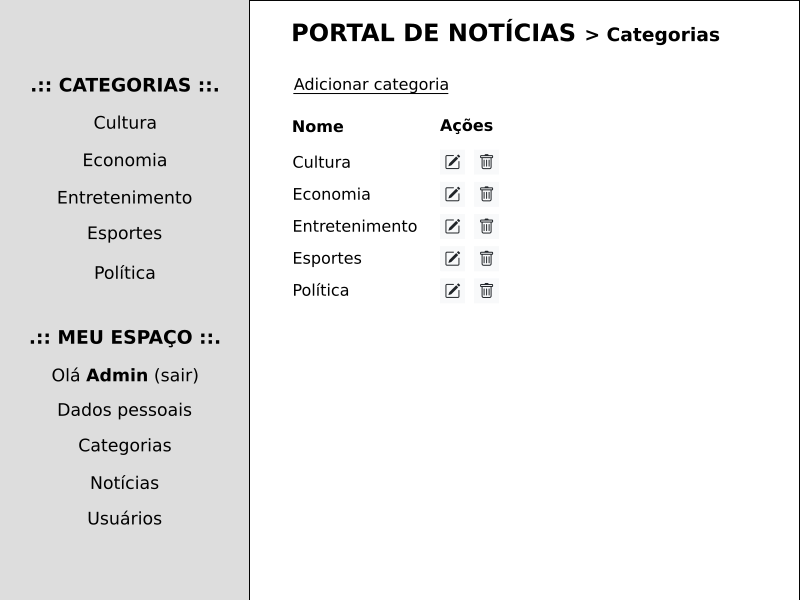 .:: CATEGORIAS ::.
Cultura
Economia
Entretenimento
Esportes
Política
.:: MEU ESPAÇO ::.
Olá Admin (sair)
Dados pessoais
Categorias
Notícias
Usuários
PORTAL DE NOTÍCIAS > Categorias
Adicionar categoria
Nome Ações
Cultura
Economia
Entretenimento
Esportes
Política